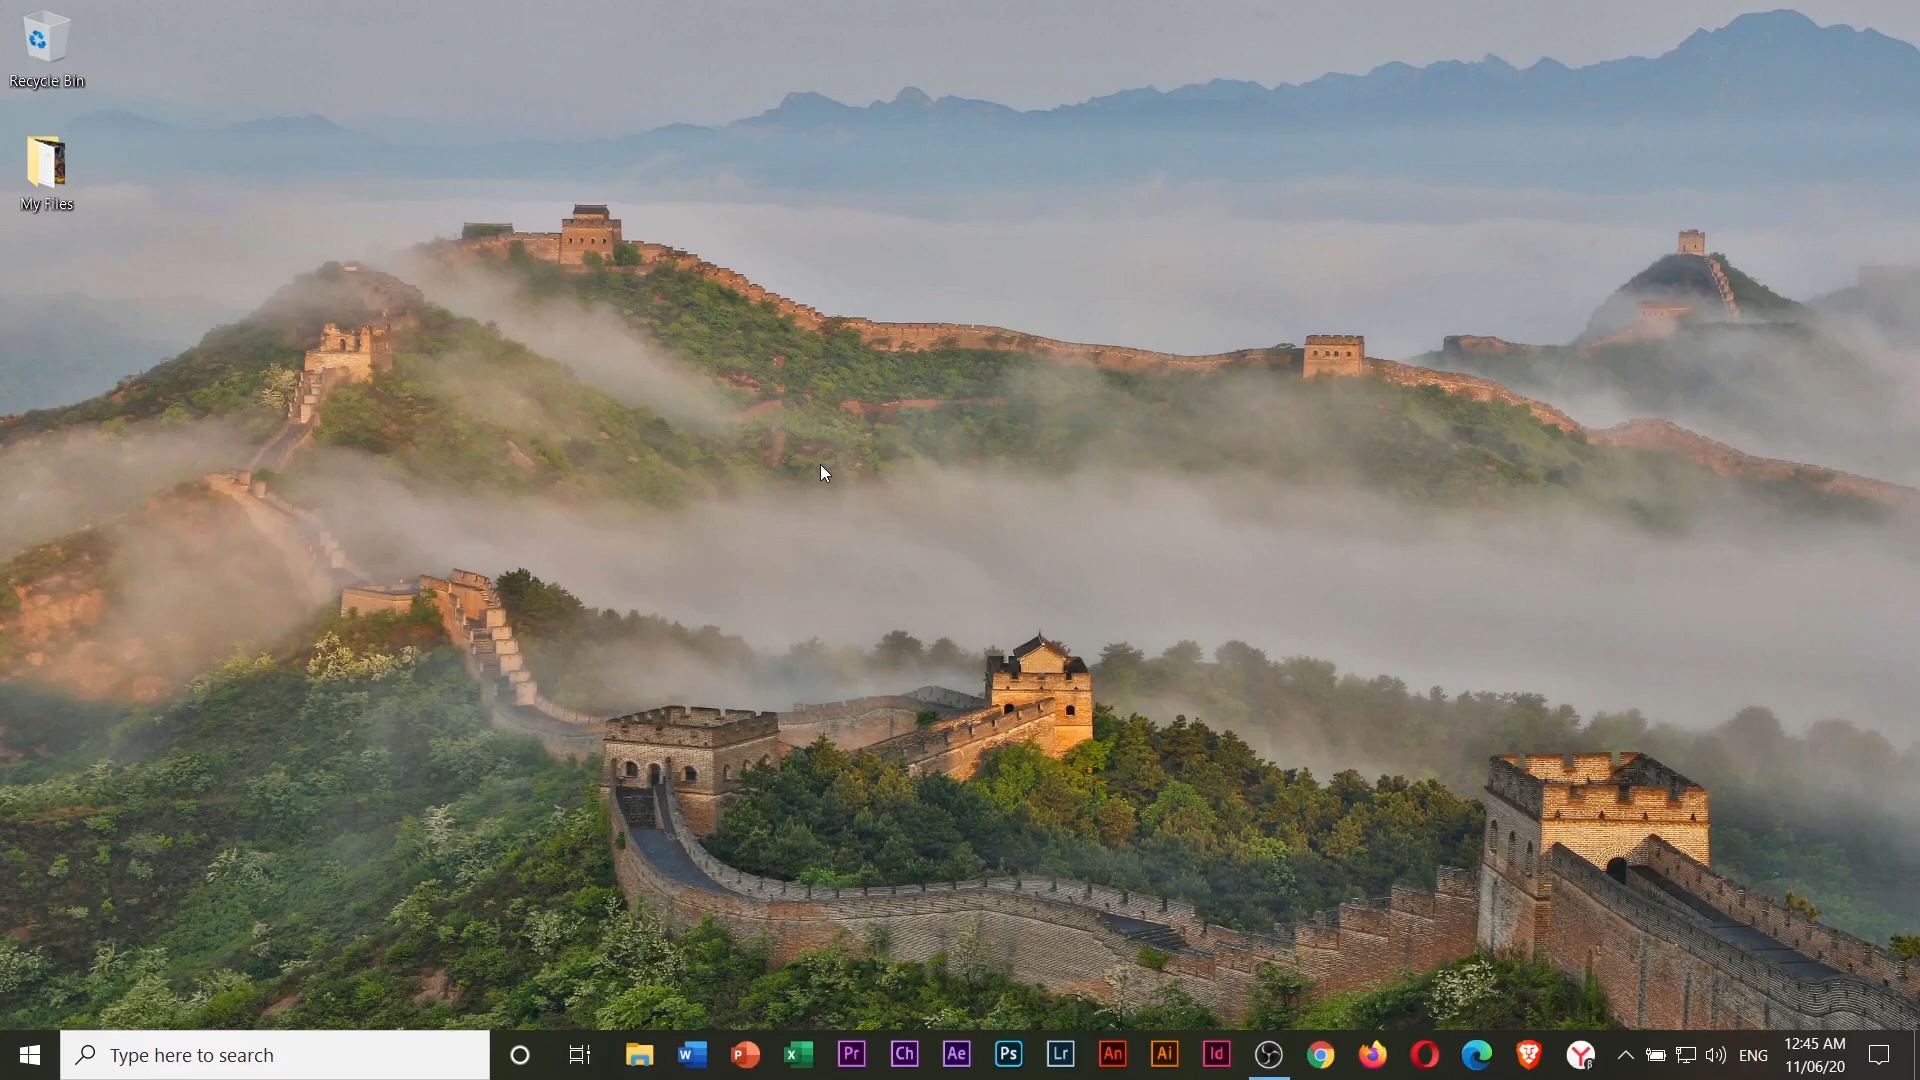 Recycle Bin
My Files
Type here to search
W
P
X
Pr
Ch
Ae
Ps
Lr
An
Ai
Id
Y
β
ENG
12:45 AM
11/06/20